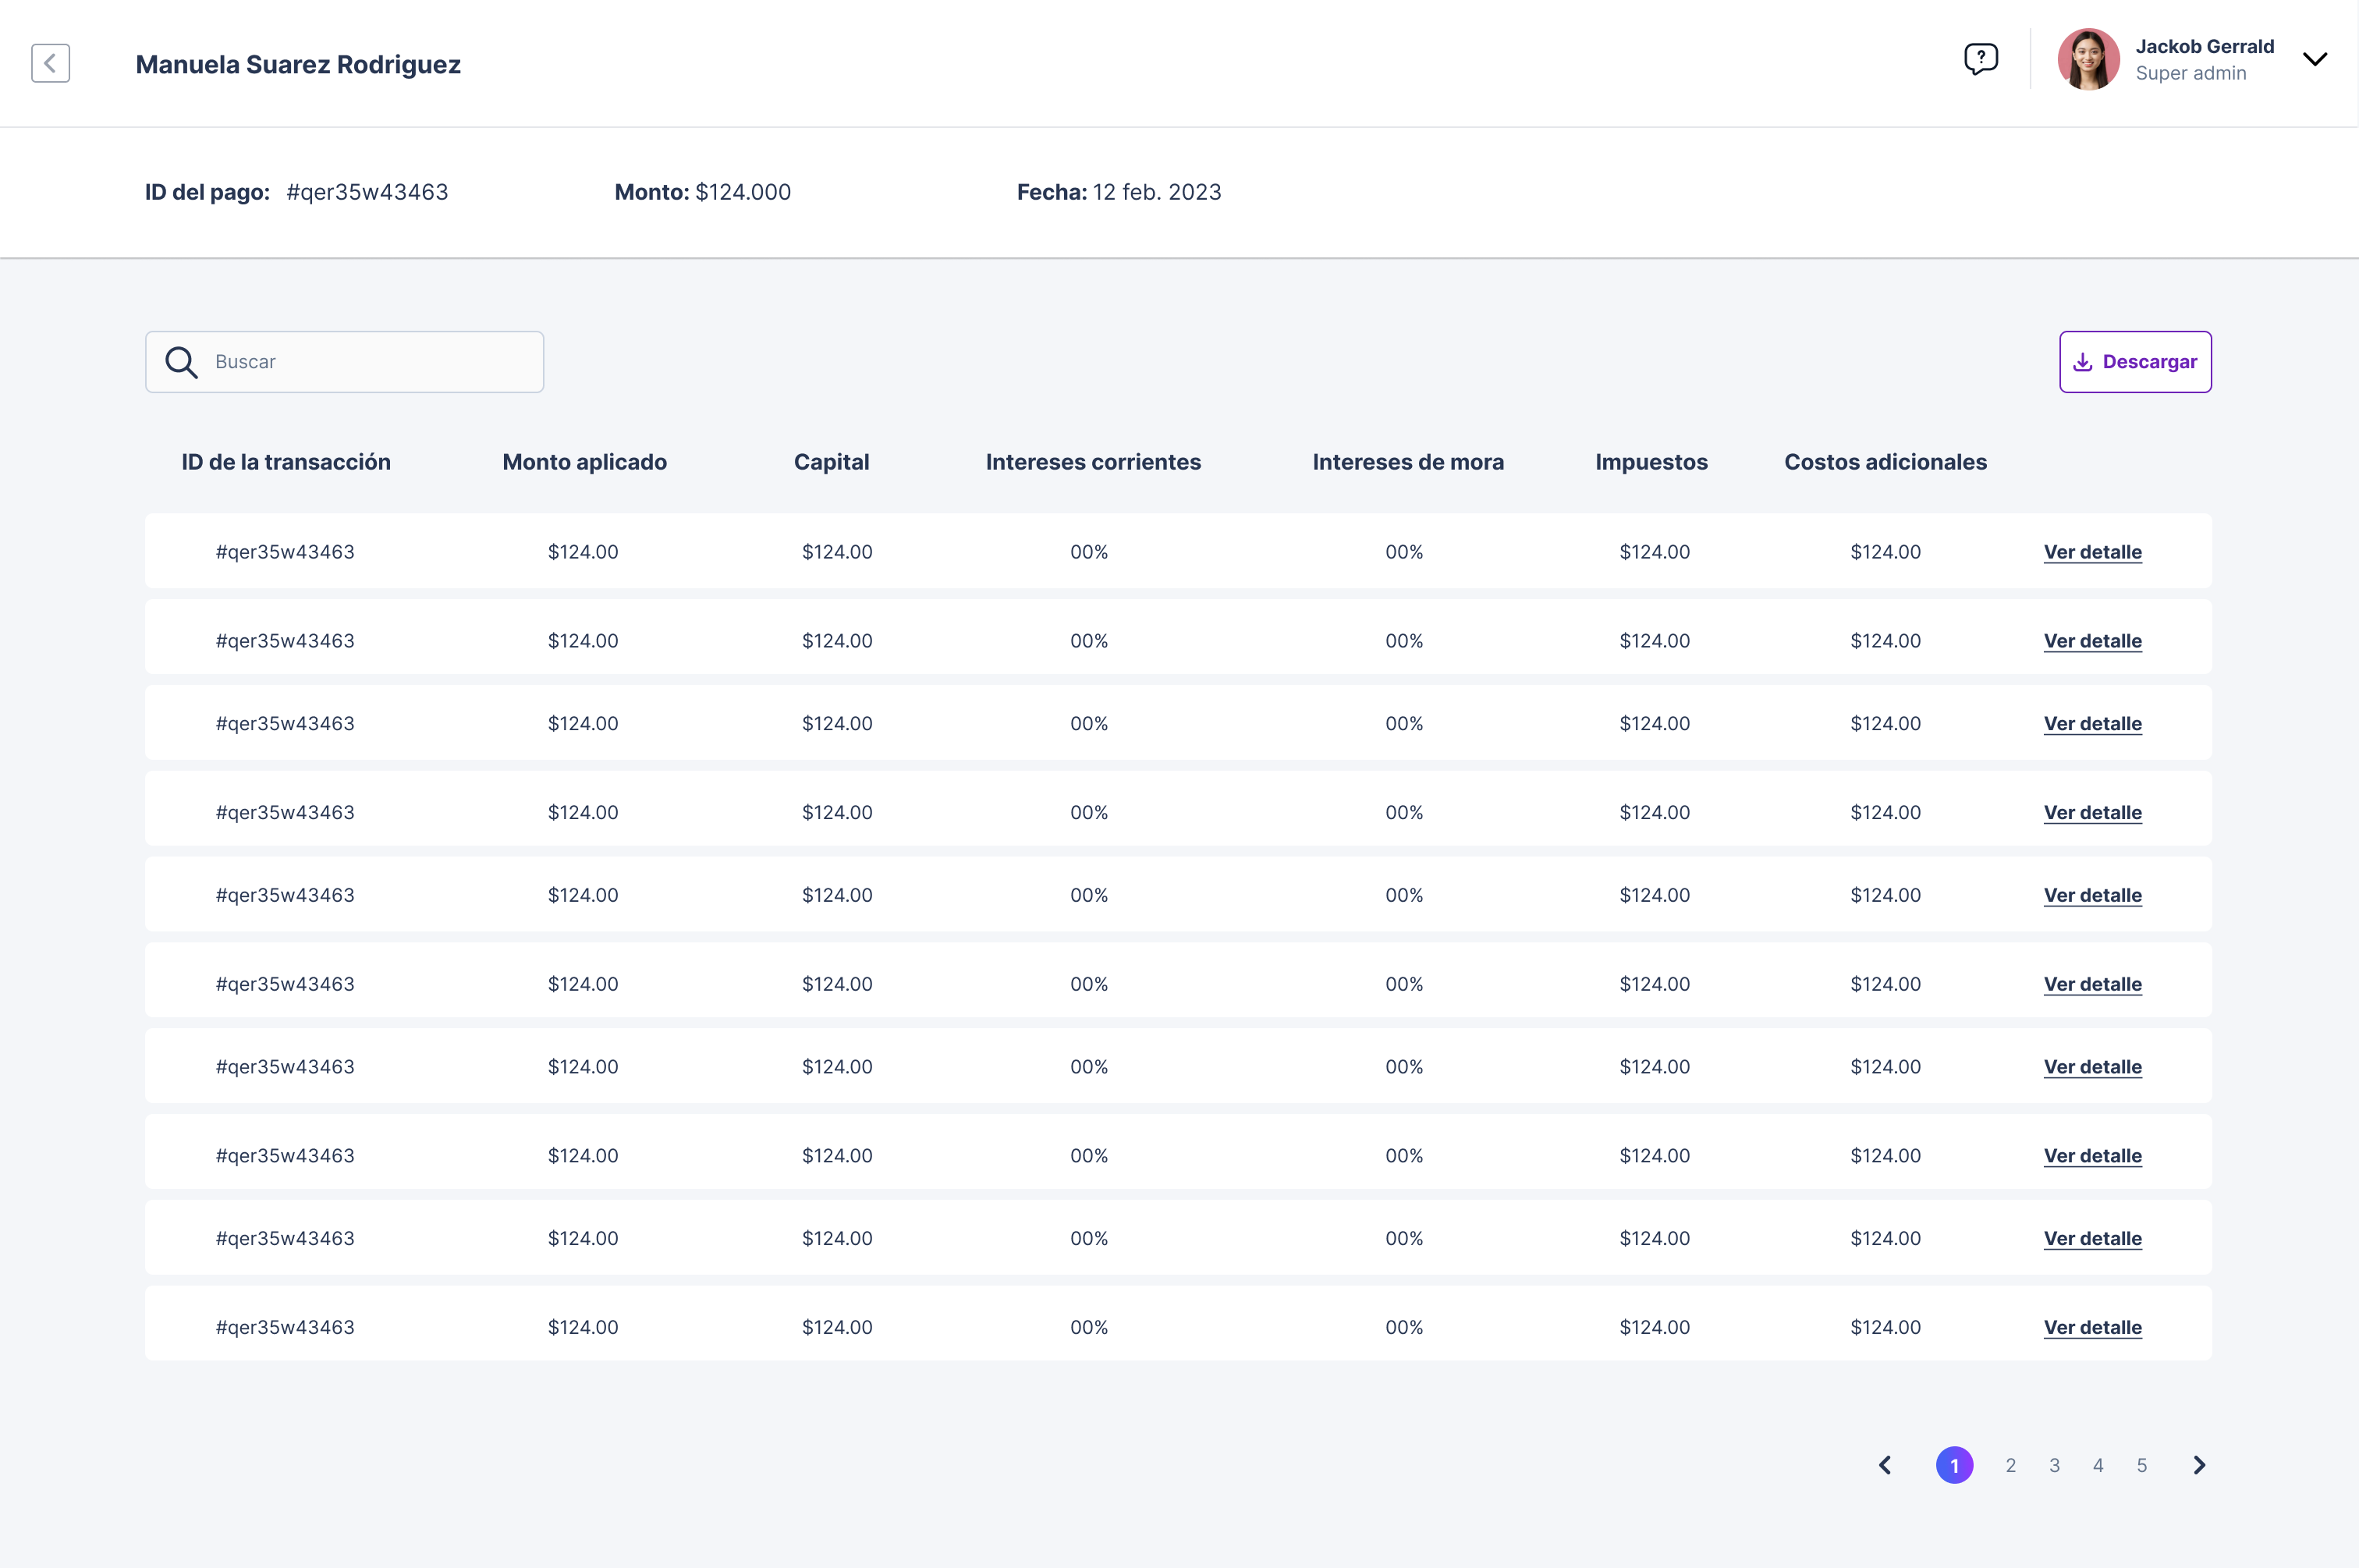 Manuela Suarez Rodriguez
?
Jackob Gerrald
Super admin
ID del pago: #qer35w43463 Monto: $124.000 Fecha: 12 feb. 2023
Buscar
Descargar
ID de la transacción Monto aplicado Capital Intereses corrientes Intereses de mora Impuestos Costos adicionales
#qer35w43463 $124.00 $124.00 00% 00% $124.00 $124.00 Ver detalle
#qer35w43463 $124.00 $124.00 00% 00% $124.00 $124.00 Ver detalle
#qer35w43463 $124.00 $124.00 00% 00% $124.00 $124.00 Ver detalle
#qer35w43463 $124.00 $124.00 00% 00% $124.00 $124.00 Ver detalle
#qer35w43463 $124.00 $124.00 00% 00% $124.00 $124.00 Ver detalle
#qer35w43463 $124.00 $124.00 00% 00% $124.00 $124.00 Ver detalle
#qer35w43463 $124.00 $124.00 00% 00% $124.00 $124.00 Ver detalle
#qer35w43463 $124.00 $124.00 00% 00% $124.00 $124.00 Ver detalle
#qer35w43463 $124.00 $124.00 00% 00% $124.00 $124.00 Ver detalle
#qer35w43463 $124.00 $124.00 00% 00% $124.00 $124.00 Ver detalle
1 2 3 4 5